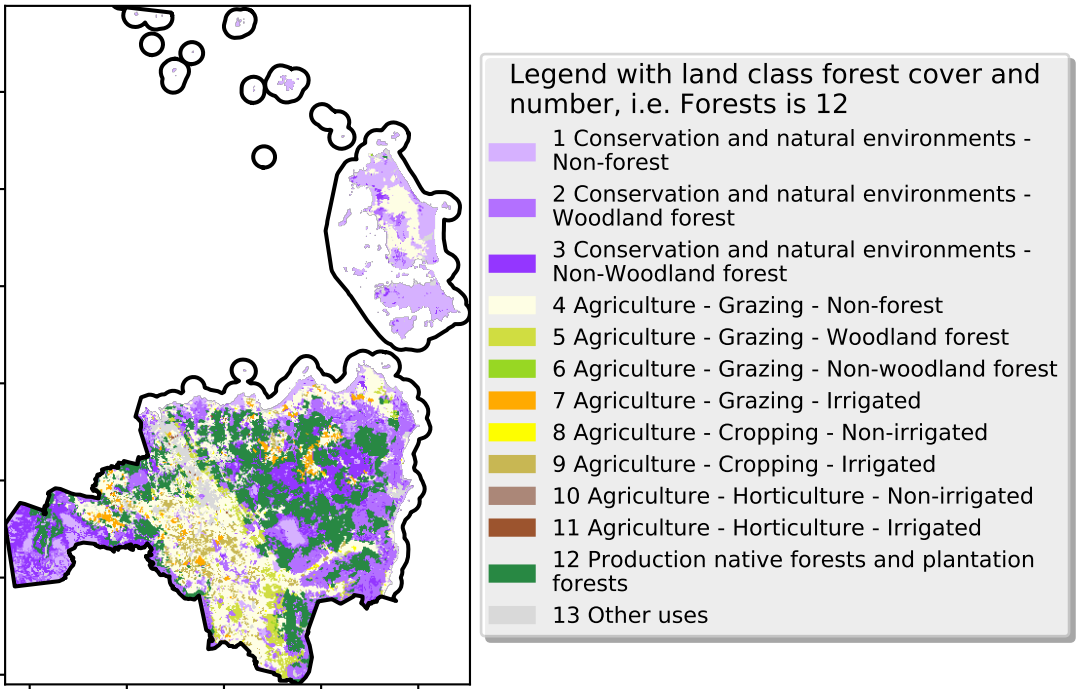 Legend with land class forest cover and
number, i.e. Forests is 12
1 Conservation and natural environments -
Non-forest
2 Conservation and natural environments -
Woodland forest
3 Conservation and natural environments -
Non-Woodland forest
4 Agriculture - Grazing - Non-forest
5 Agriculture - Grazing - Woodland forest
6 Agriculture - Grazing - Non-woodland forest
7 Agriculture - Grazing - Irrigated
8 Agriculture - Cropping - Non-irrigated
9 Agriculture - Cropping - Irrigated
10 Agriculture - Horticulture - Non-irrigated
11 Agriculture - Horticulture - Irrigated
12 Production native forests and plantation
forests
13 Other uses